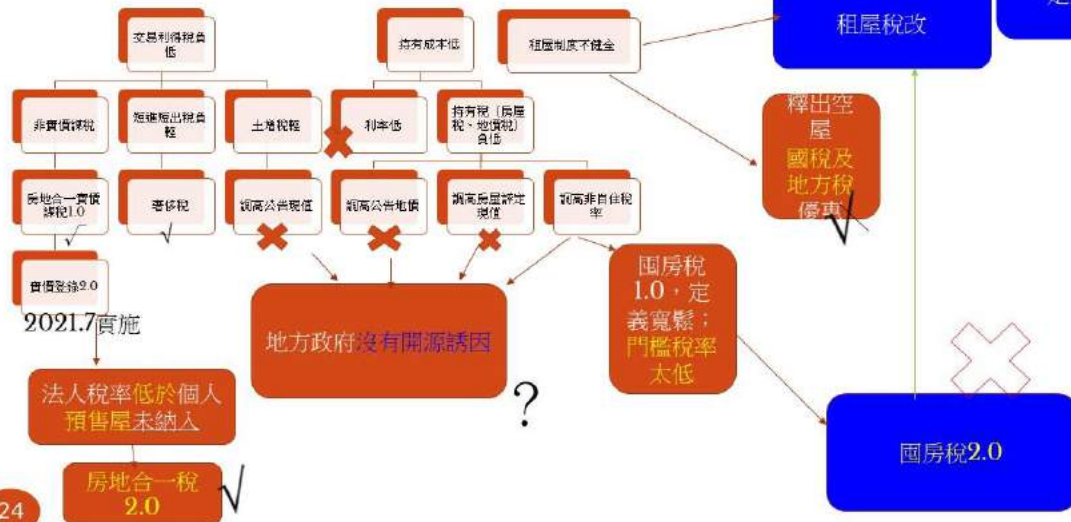 交易利得稅負
低
持有成本低
租屋制度不健全
租屋稅改
非實價課稅
短進短出稅負
輕
土增稅輕
利率低
持有稅（房屋
稅、地價稅）
負低
釋出空
屋
國稅及
地方稅
優惠
房地合一實價
課稅1.0
奢侈稅
調高公告現值
調高公告地價
調高房屋評定
現值
調高非自住稅
率
實價登錄2.0
2021.7實施
地方政府沒有開源誘因
?
囤房稅
1.0，定
義寬鬆；
門檻稅率
太低
法人稅率低於個人
預售屋未納入
房地合一稅
2.0
囤房稅2.0
24